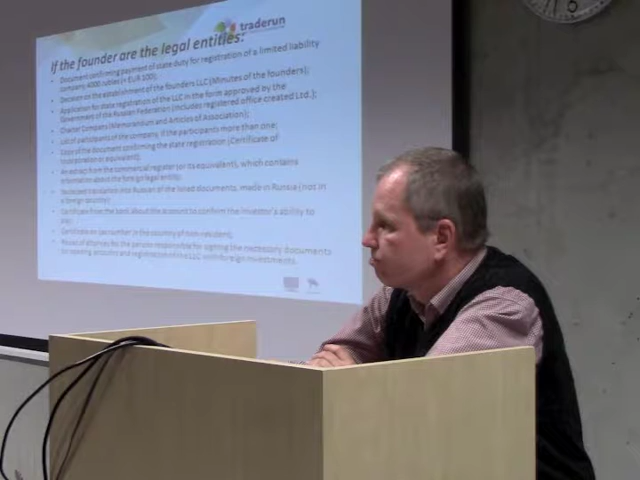 traderun
If the founder are the legal entities:
Document confirming payment of state duty for registration of a limited liability
company 4000 rubles (≈ EUR 100);
Decision on the establishment of the founders LLC (Minutes of the founders);
Application for state registration of the LLC in the form approved by the
Government of the Russian Federation (includes registered office created Ltd.);
Charter Company (Memorandum and Articles of Association);
List of participants of the company, if the participants more than one;
Copy of the document confirming the state registration (Certificate of
Incorporation or equivalent);
An extract from the commercial register (or its equivalent), which contains
information about the foreign legal entity;
translation into Russian of the listed documents, made in Russia (not in
a foreign country)
Certificate from the bank about the account to confirm the investor's ability to
pay;
Certificate on tax number in the country of non-resident;
Power of attorney for the person responsible for signing the necessary documents
for opening accounts and registration of the LLC with foreign investments.